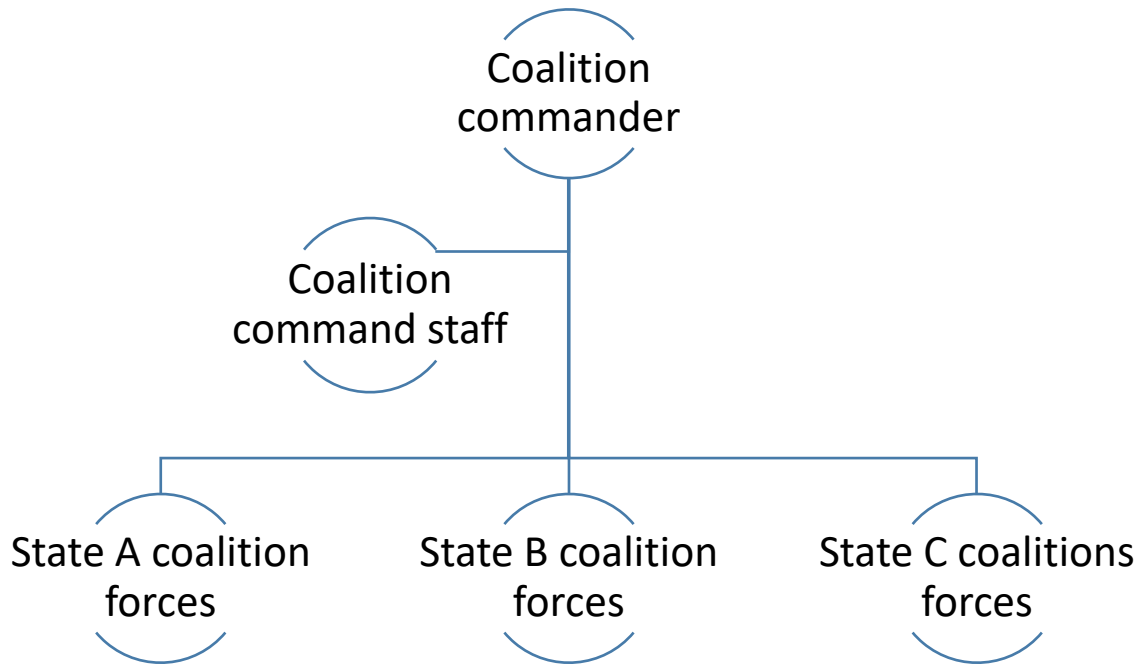 Coalition
commander
Coalition
command staff
State A coalition
forces
State B coalition
forces
State C coalitions
forces